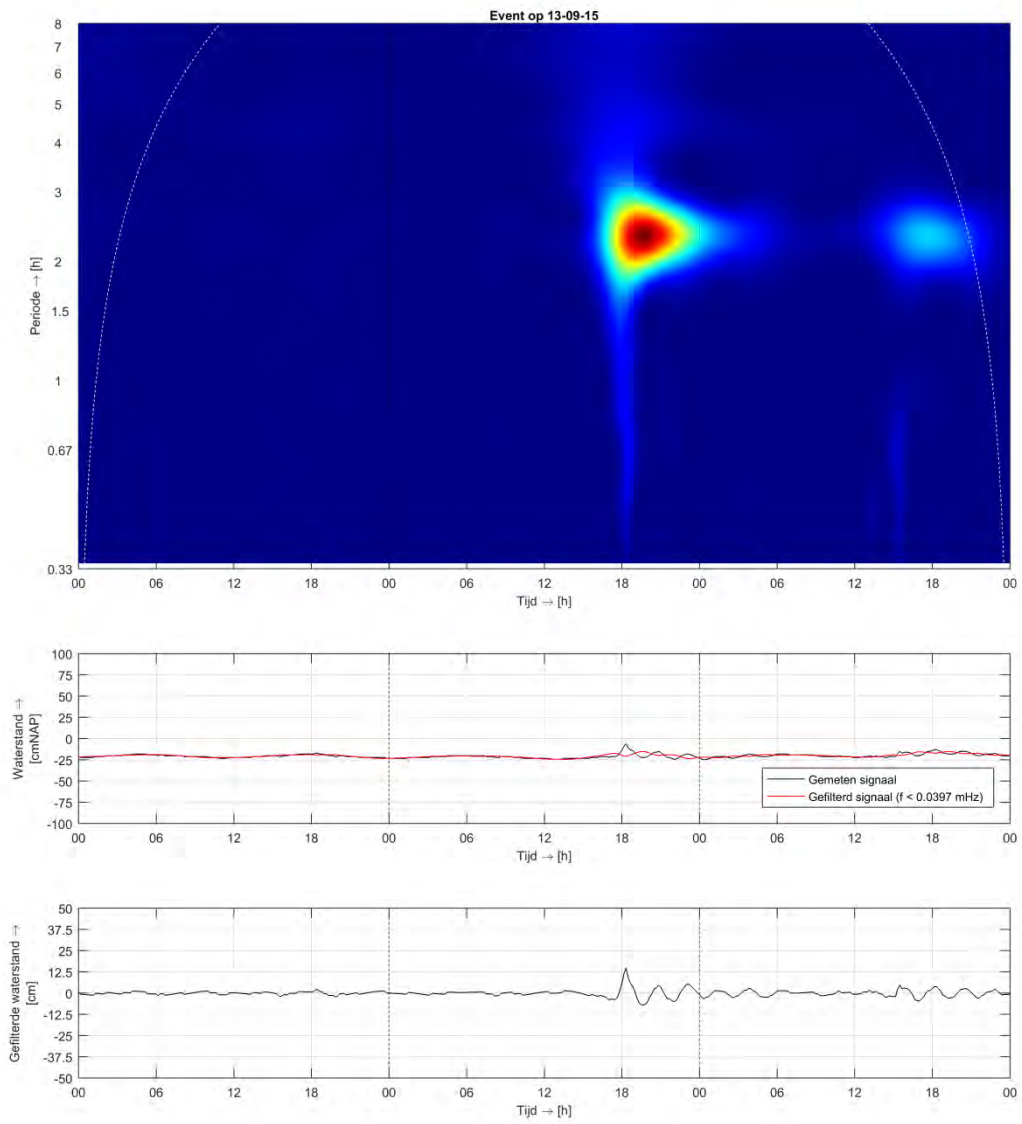 Event op 13-09-15
Periode → [h]
8
7
6
5
4
3
2
1.5
1
0.67
0.33
00 06 12 18 00 06 12 18 00 06 12 18 00
Tijd → [h]
Waterstand →
[cmNAP]
100
75
50
25
0
-25
-50
-75
-100
Gemeten signaal
Gefilterd signaal (f < 0.0397 mHz)
00 06 12 18 00 06 12 18 00 06 12 18 00
Tijd → [h]
Gefilterde waterstand →
[cm]
50
37.5
25
12.5
0
-12.5
-25
-37.5
-50
00 06 12 18 00 06 12 18 00 06 12 18 00
Tijd → [h]